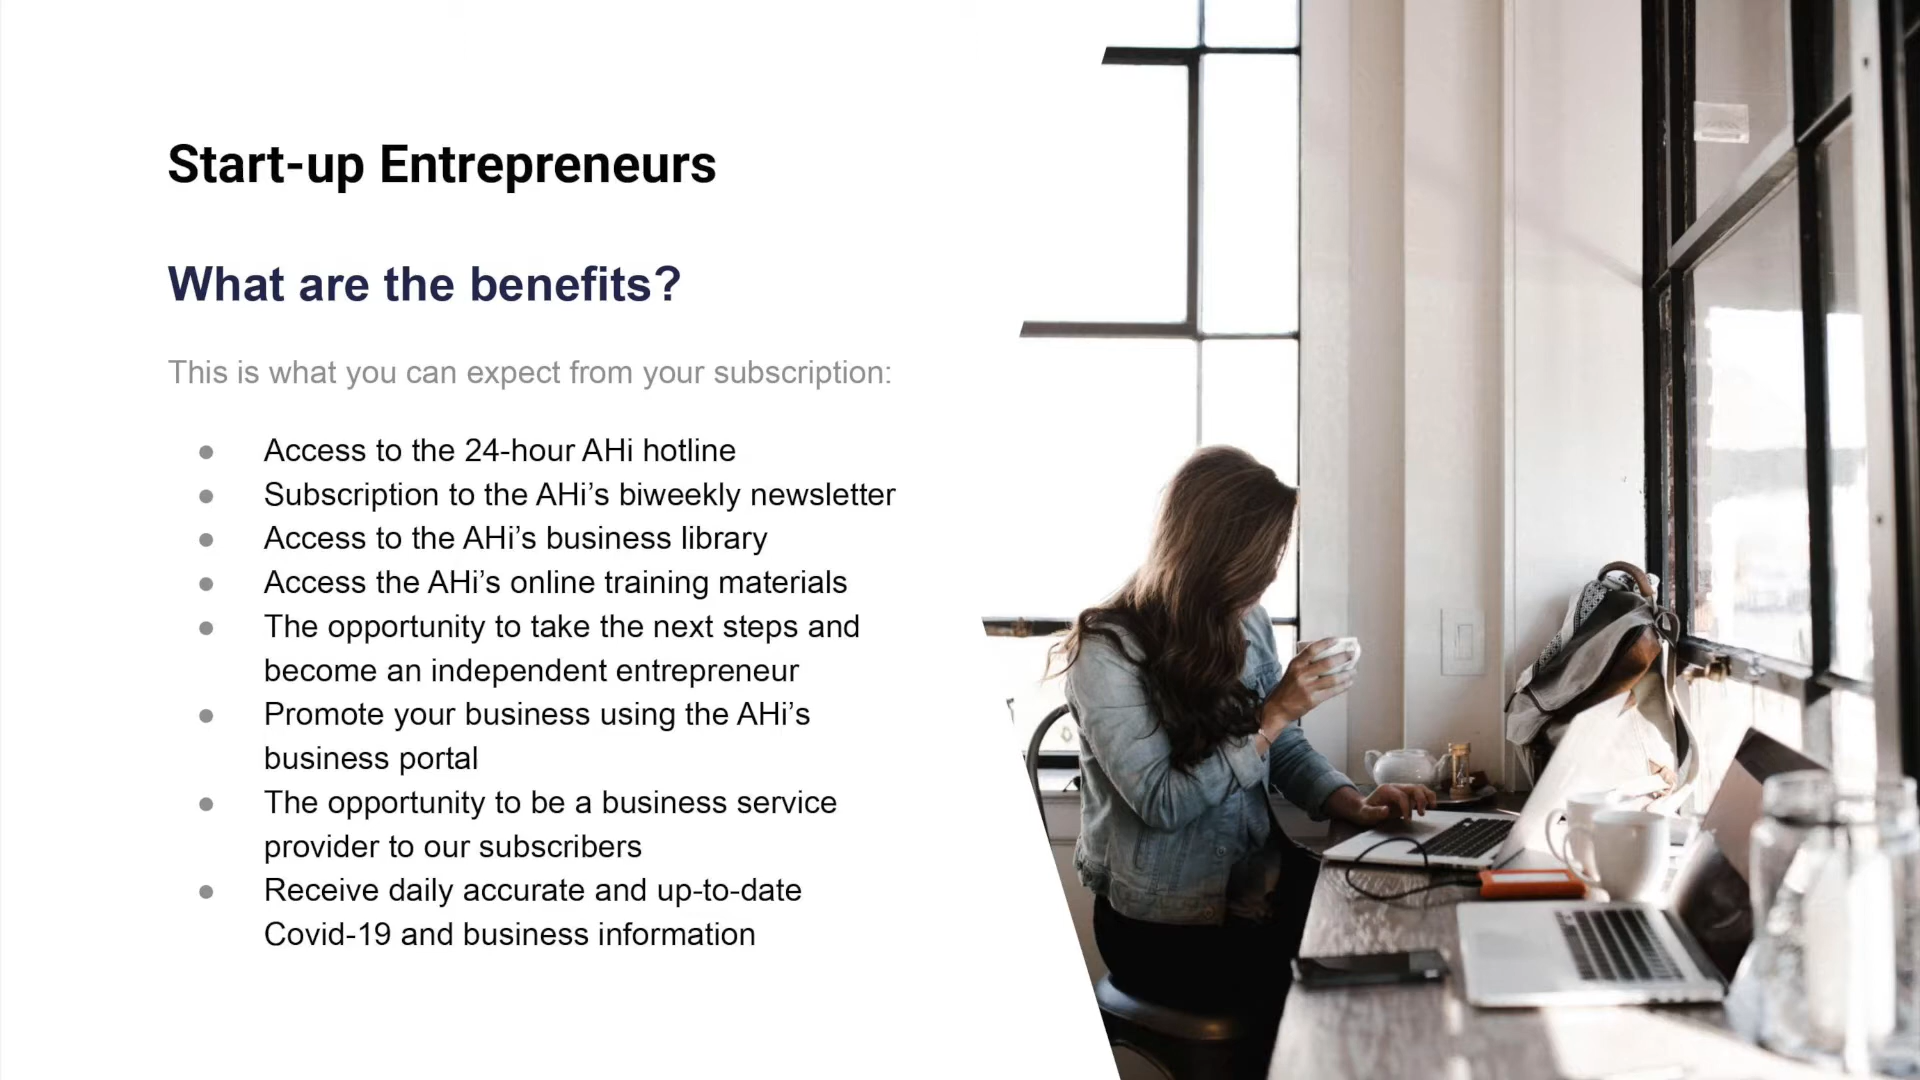 Start-up Entrepreneurs
What are the benefits?
This is what you can expect from your subscription:
● Access to the 24-hour AHi hotline
● Subscription to the AHi’s biweekly newsletter
● Access to the AHi’s business library
● Access the AHi’s online training materials
● The opportunity to take the next steps and
become an independent entrepreneur
● Promote your business using the AHi’s
business portal
● The opportunity to be a business service
provider to our subscribers
● Receive daily accurate and up-to-date
Covid-19 and business information